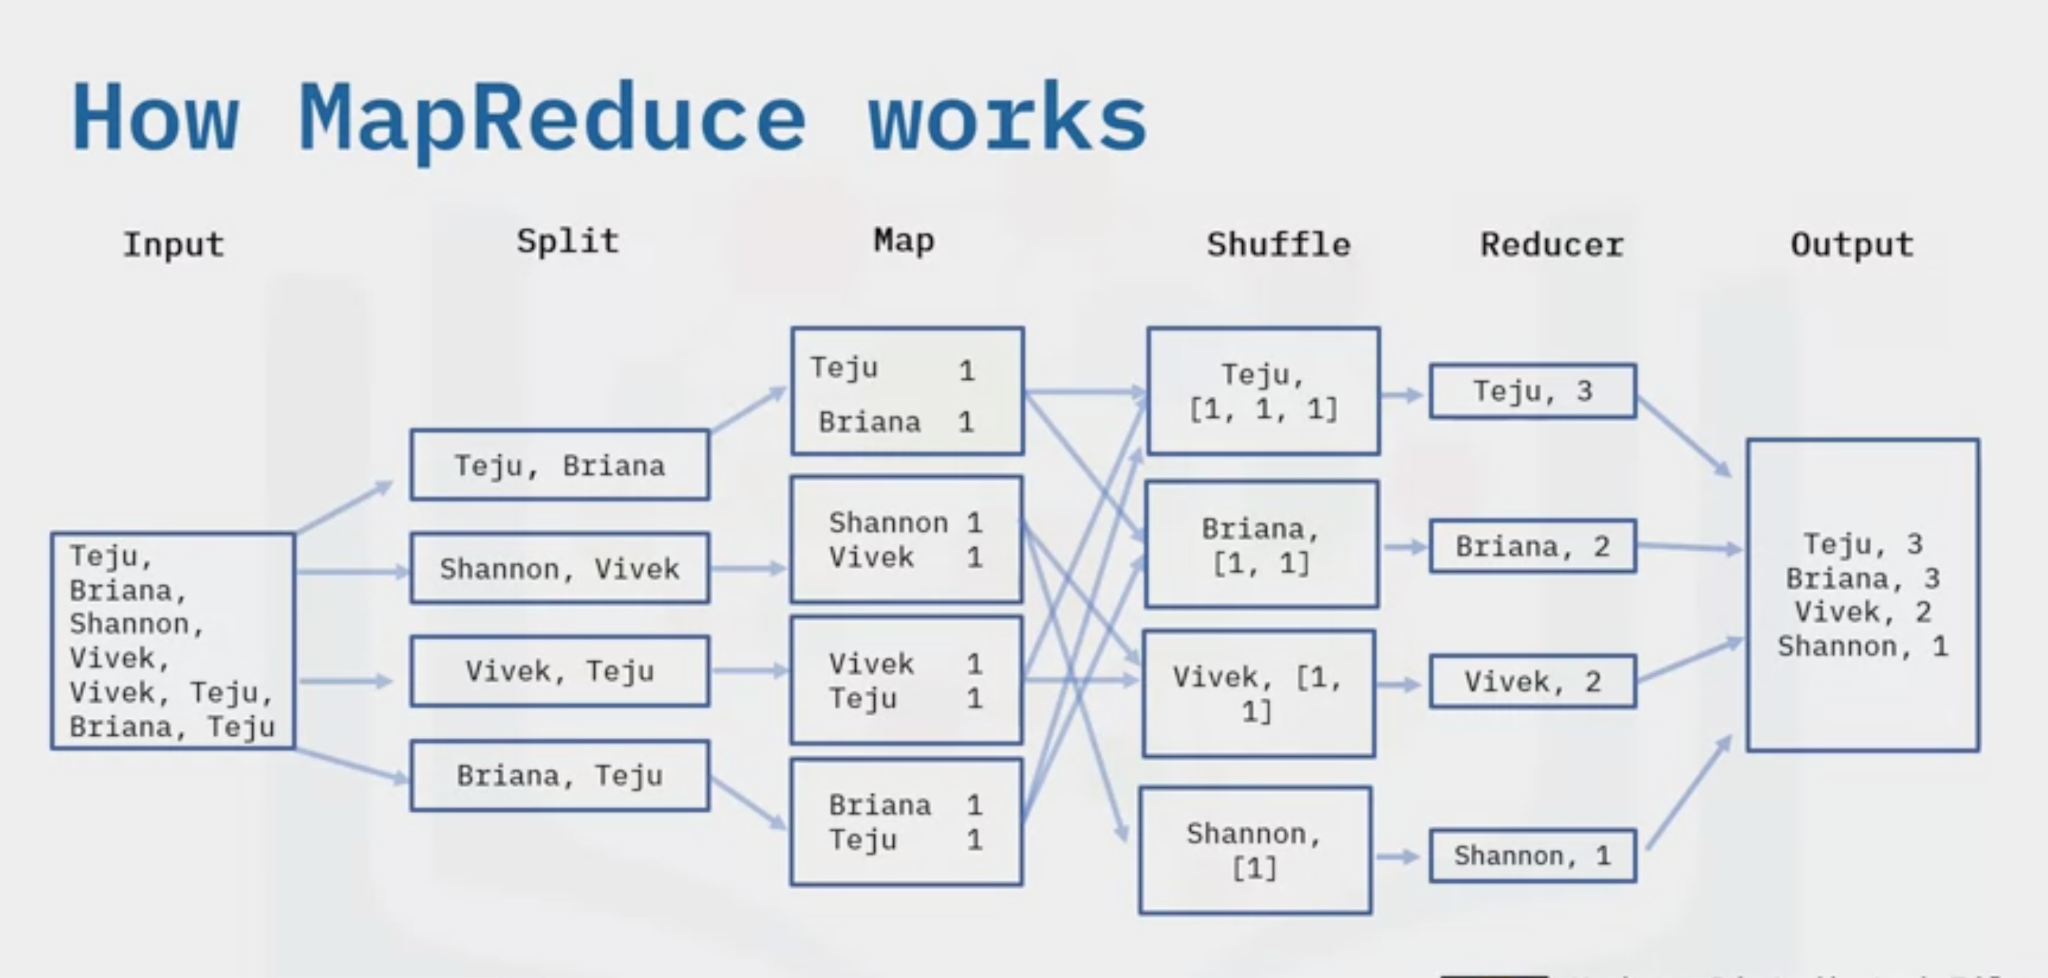 How MapReduce works
Input
Split
Map
Shuffle
Reducer
Output
Teju,
Briana,
Shannon,
Vivek,
Vivek, Teju,
Briana, Teju
Teju, Briana
Shannon, Vivek
Vivek, Teju
Briana, Teju
Teju 1
Briana 1
Shannon 1
Vivek 1
Vivek 1
Teju 1
Briana 1
Teju 1
Teju,
[1, 1, 1]
Briana,
[1, 1]
Vivek, [1,
1]
Shannon,
[1]
Teju, 3
Briana, 2
Vivek, 2
Shannon, 1
Teju, 3
Briana, 3
Vivek, 2
Shannon, 1